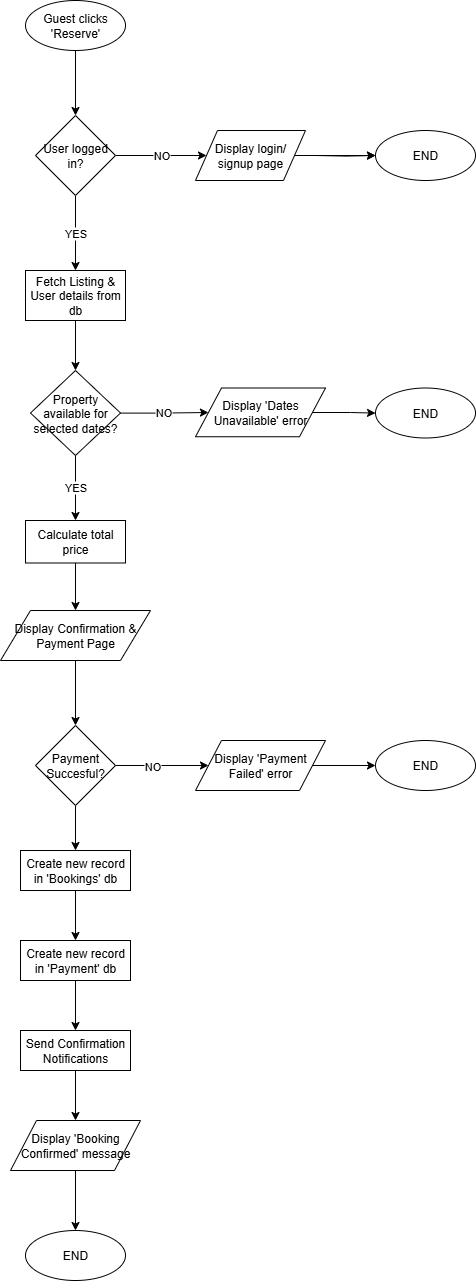 Guest clicks
'Reserve'
User logged
in?
NO
Display login/
signup page
END
YES
Fetch Listing &
User details from
db
Property
available for
selected dates?
NO
Display 'Dates
Unavailable' error
END
YES
Calculate total
price
Display Confirmation &
Payment Page
Payment
Succesful?
NO
Display 'Payment
Failed' error
END
Create new record
in 'Bookings' db
Create new record
in 'Payment' db
Send Confirmation
Notifications
Display 'Booking
Confirmed' message
END